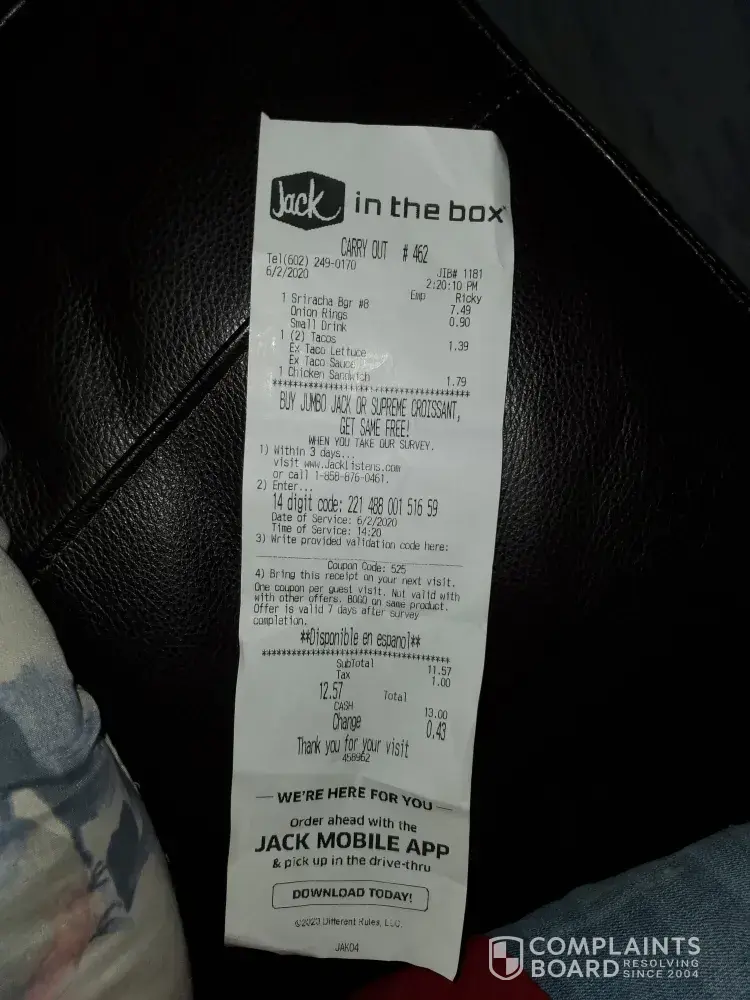 Jack in the box
CARRY OUT # 462
Tel(602) 249-0170
6/2/2020
JIB# 1181
2:20:10 PM
Emp Ricky
1 Sriracha Bgr #8 7.49
Onion Rings 0.90
Small Drink
1 (2) Tacos 1.39
Ex Taco Lettuce
Ex Taco Sauce
1 Chicken Sandwich 1.79
****************************************
BUY JUMBO JACK OR SUPREME CROISSANT,
GET SAME FREE!
WHEN YOU TAKE OUR SURVEY.
1) Within 3 days...
visit www.JackListens.com
or call 1-858-676-0461.
2) Enter...
14 digit code: 221 488 001 516 59
Date of Service: 6/2/2020
Time of Service: 14:20
3) Write provided validation code here:
Coupon Code: 525
4) Bring this receipt on your next visit.
One coupon per guest visit. Not valid with
with other offers. BOGO on same product.
Offer is valid 7 days after survey
completion.
**Disponible en espanol**
****************************************
SubTotal 11.57
Tax 1.00
12.57 Total
CASH 13.00
Change 0.43
Thank you for your visit
458962
— WE'RE HERE FOR YOU —
Order ahead with the
JACK MOBILE APP
& pick up in the drive-thru
DOWNLOAD TODAY!
©2020 Different Rules, LLC.
JAK04
COMPLAINTS
BOARD RESOLVING
SINCE 2004